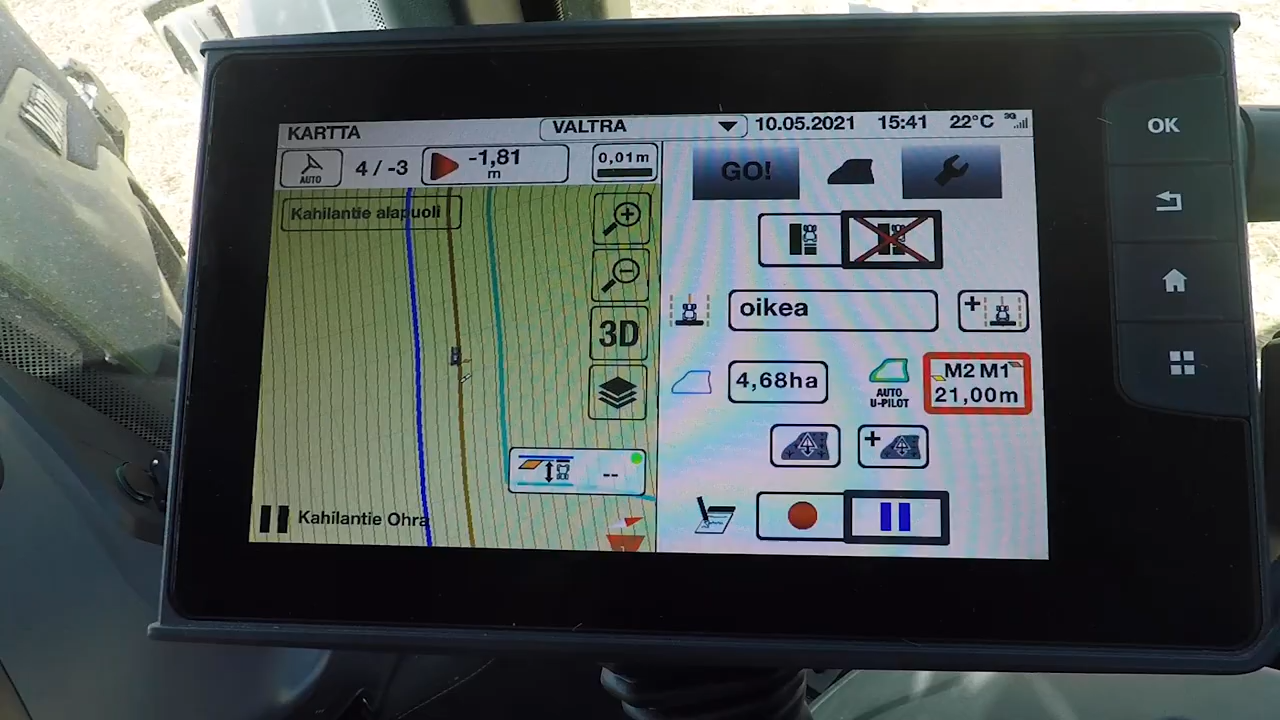 KARTTA VALTRA 10.05.2021 15:41 22°C 3G
AUTO 4 / -3 -1,81 m 0,01m
GO!
Kahilantie alapuoli
3D
oikea
+
4,68ha
AUTO U-PILOT
M2 M1
21,00m
+
--
Kahilantie Ohra
OK